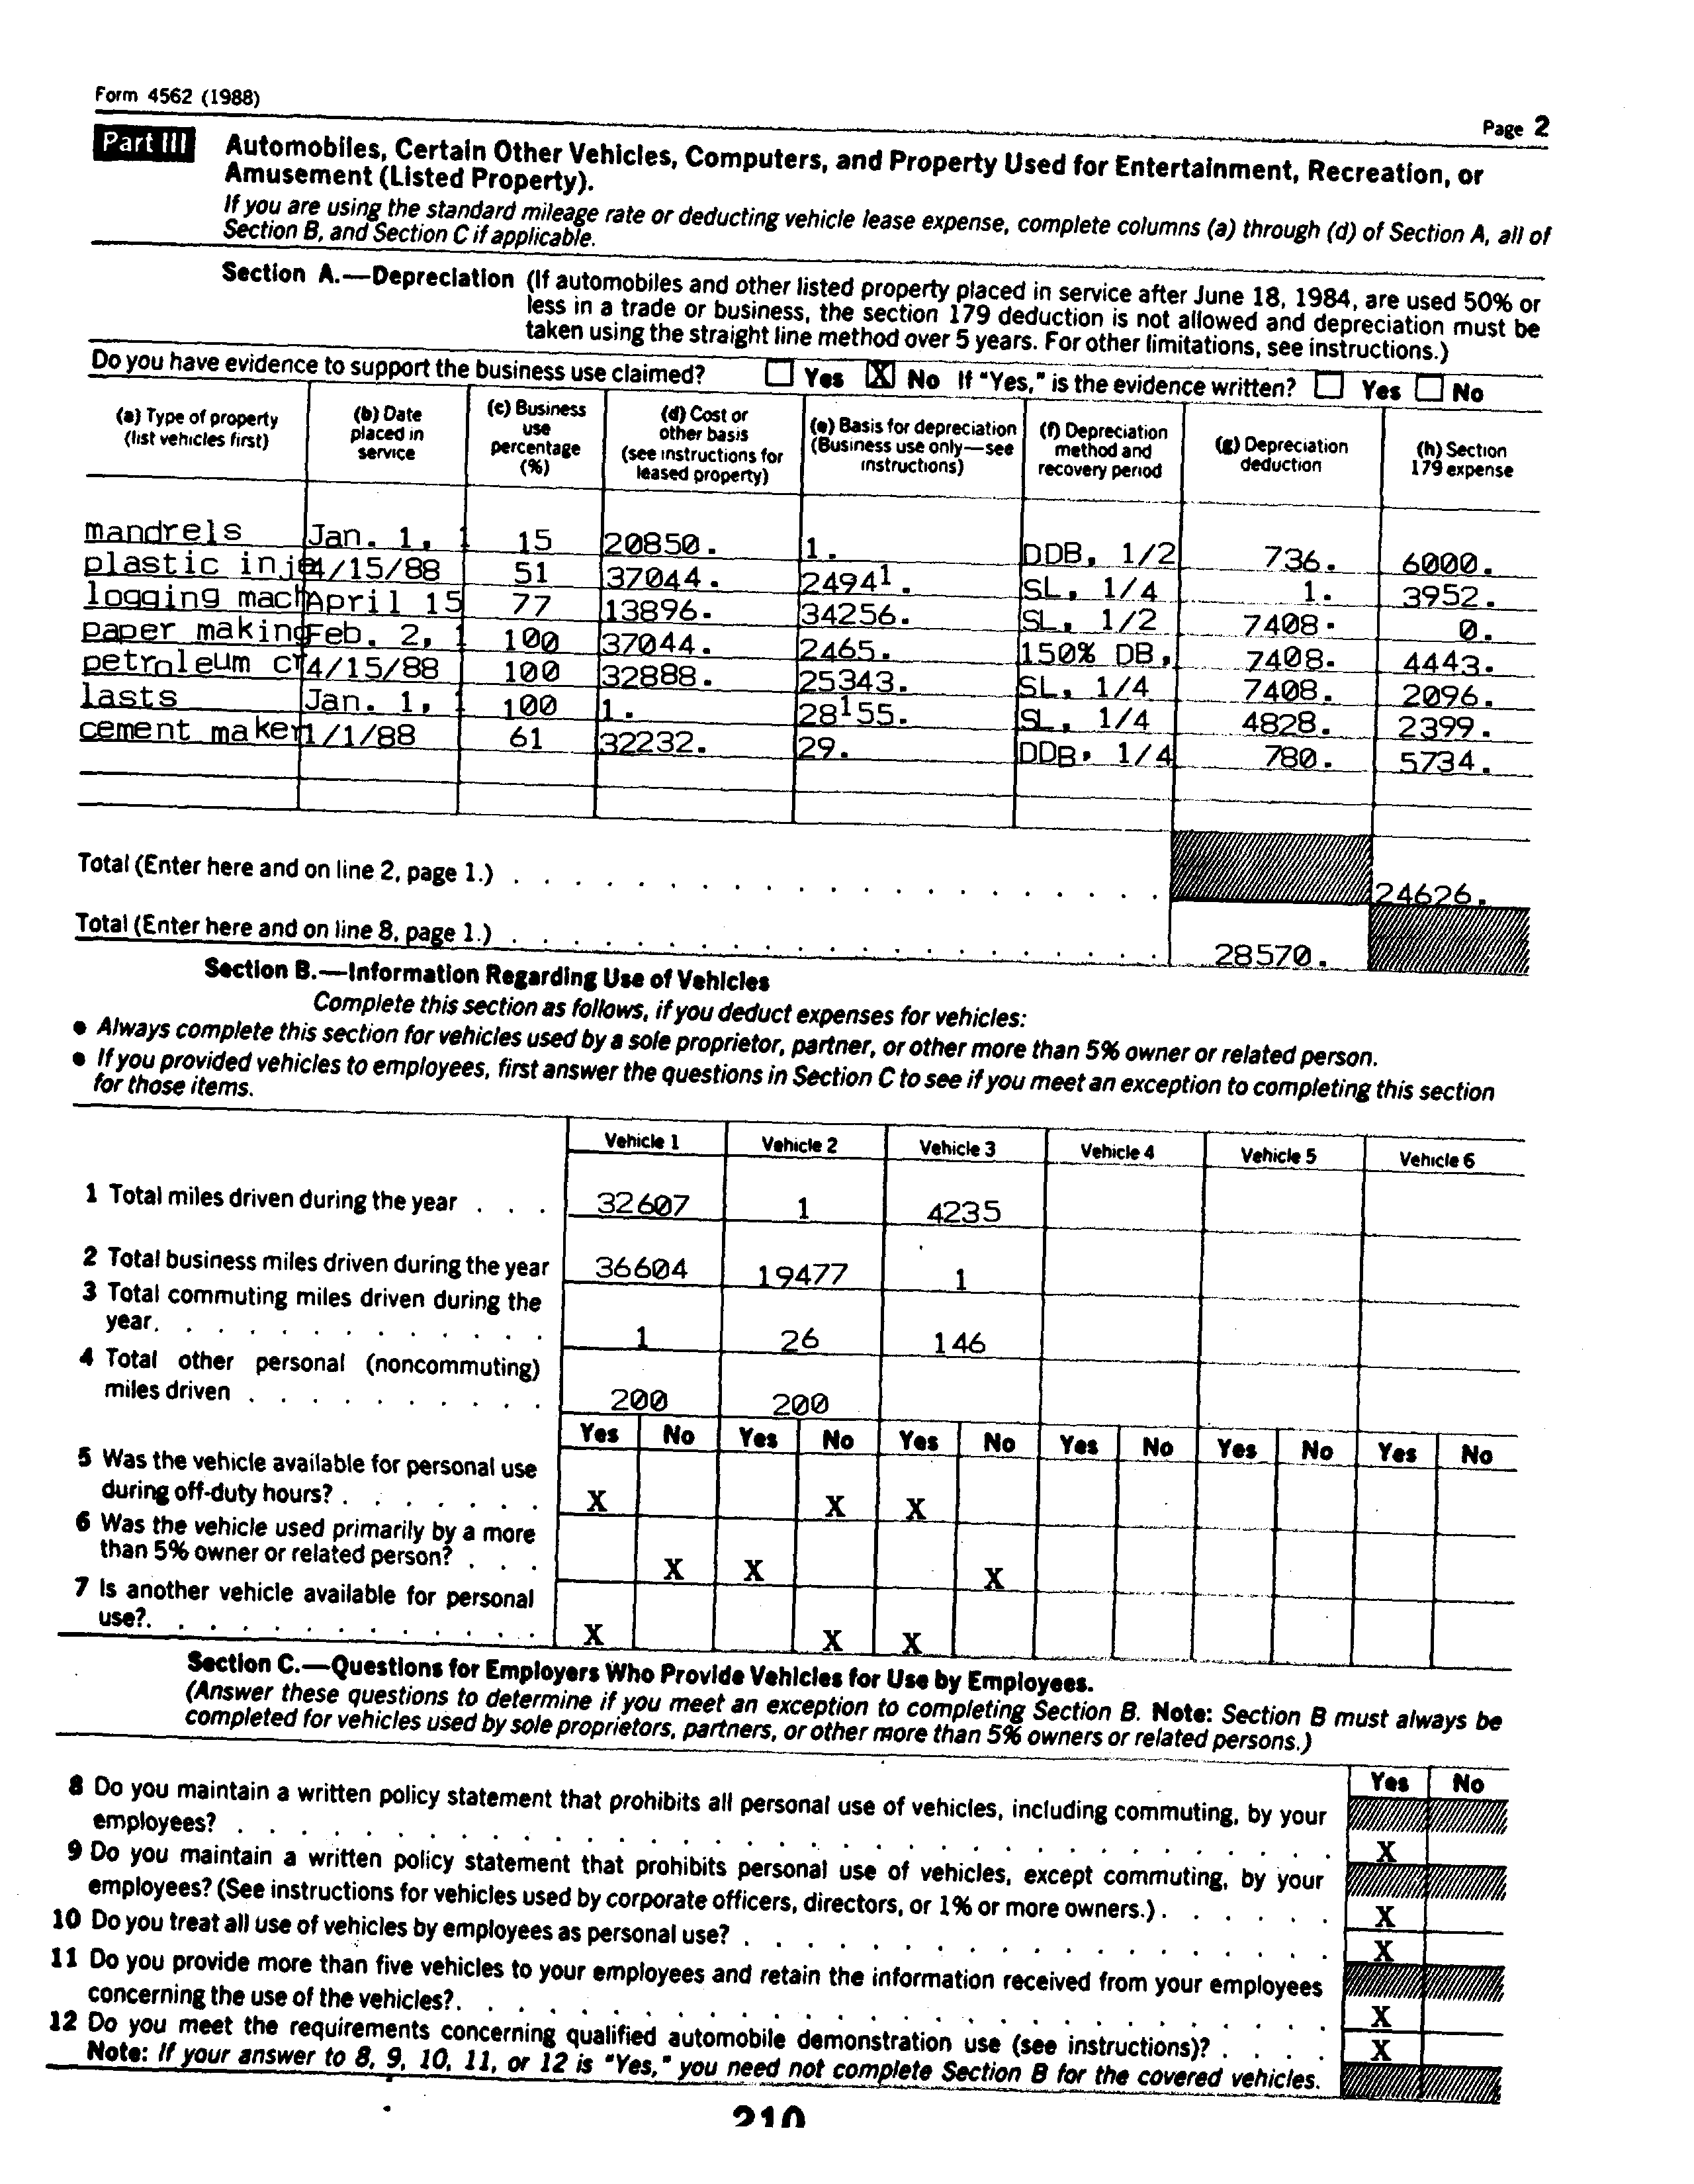 Form 4562 (1988)
Page 2
Part III Automobiles, Certain Other Vehicles, Computers, and Property Used for Entertainment, Recreation, or
Amusement (Listed Property).
If you are using the standard mileage rate or deducting vehicle lease expense, complete columns (a) through (d) of Section A, all of
Section B, and Section C if applicable.
Section A.—Depreciation (If automobiles and other listed property placed in service after June 18, 1984, are used 50% or
less in a trade or business, the section 179 deduction is not allowed and depreciation must be
taken using the straight line method over 5 years. For other limitations, see instructions.)
Do you have evidence to support the business use claimed? Yes X No If "Yes," is the evidence written? Yes No
(a) Type of property
(list vehicles first)
(b) Date
placed in
service
(c) Business
use
percentage
(%)
(d) Cost or
other basis
(see instructions for
leased property)
(e) Basis for depreciation
(Business use only—see
instructions)
(f) Depreciation
method and
recovery period
(g) Depreciation
deduction
(h) Section
179 expense
mandrels Jan. 1, 1 15 20850. 1. DDB, 1/2 736. 6000.
plastic inje 4/15/88 51 37044. 24941. SL, 1/4 1. 3952.
logging mach April 15 77 13896. 34256. SL, 1/2 7408. 0.
paper making Feb. 2, 1 100 37044. 2465. 150% DB, 7408. 4443.
petroleum cr 4/15/88 100 32888. 25343. SL, 1/4 7408. 2096.
lasts Jan. 1, 1 100 1. 28155. SL, 1/4 4828. 2399.
cement maker 1/1/88 61 32232. 29. DDB, 1/4 780. 5734.
Total (Enter here and on line 2, page 1.) 24626.
Total (Enter here and on line 8, page 1.) 28570.
Section B.—Information Regarding Use of Vehicles
Complete this section as follows, if you deduct expenses for vehicles:
● Always complete this section for vehicles used by a sole proprietor, partner, or other more than 5% owner or related person.
● If you provided vehicles to employees, first answer the questions in Section C to see if you meet an exception to completing this section
for those items.
Vehicle 1 Vehicle 2 Vehicle 3 Vehicle 4 Vehicle 5 Vehicle 6
1 Total miles driven during the year . . . 32607 1 4235
2 Total business miles driven during the year 36604 19477 1
3 Total commuting miles driven during the
year. . . . . . . . . . . . . 1 26 146
4 Total other personal (noncommuting)
miles driven . . . . . . . . . . 200 200
Yes No Yes No Yes No Yes No Yes No Yes No
5 Was the vehicle available for personal use
during off-duty hours? . . . . . . . X X X
6 Was the vehicle used primarily by a more
than 5% owner or related person? . . . X X X
7 Is another vehicle available for personal
use?. . . . . . . . . . . . . X X X
Section C.—Questions for Employers Who Provide Vehicles for Use by Employees.
(Answer these questions to determine if you meet an exception to completing Section B. Note: Section B must always be
completed for vehicles used by sole proprietors, partners, or other more than 5% owners or related persons.)
Yes No
8 Do you maintain a written policy statement that prohibits all personal use of vehicles, including commuting, by your
employees? X
9 Do you maintain a written policy statement that prohibits personal use of vehicles, except commuting, by your
employees? (See instructions for vehicles used by corporate officers, directors, or 1% or more owners.) . . . . . . X
10 Do you treat all use of vehicles by employees as personal use? X
11 Do you provide more than five vehicles to your employees and retain the information received from your employees
concerning the use of the vehicles?. X
12 Do you meet the requirements concerning qualified automobile demonstration use (see instructions)? . . . . X
Note: If your answer to 8, 9, 10, 11, or 12 is "Yes," you need not complete Section B for the covered vehicles.
210